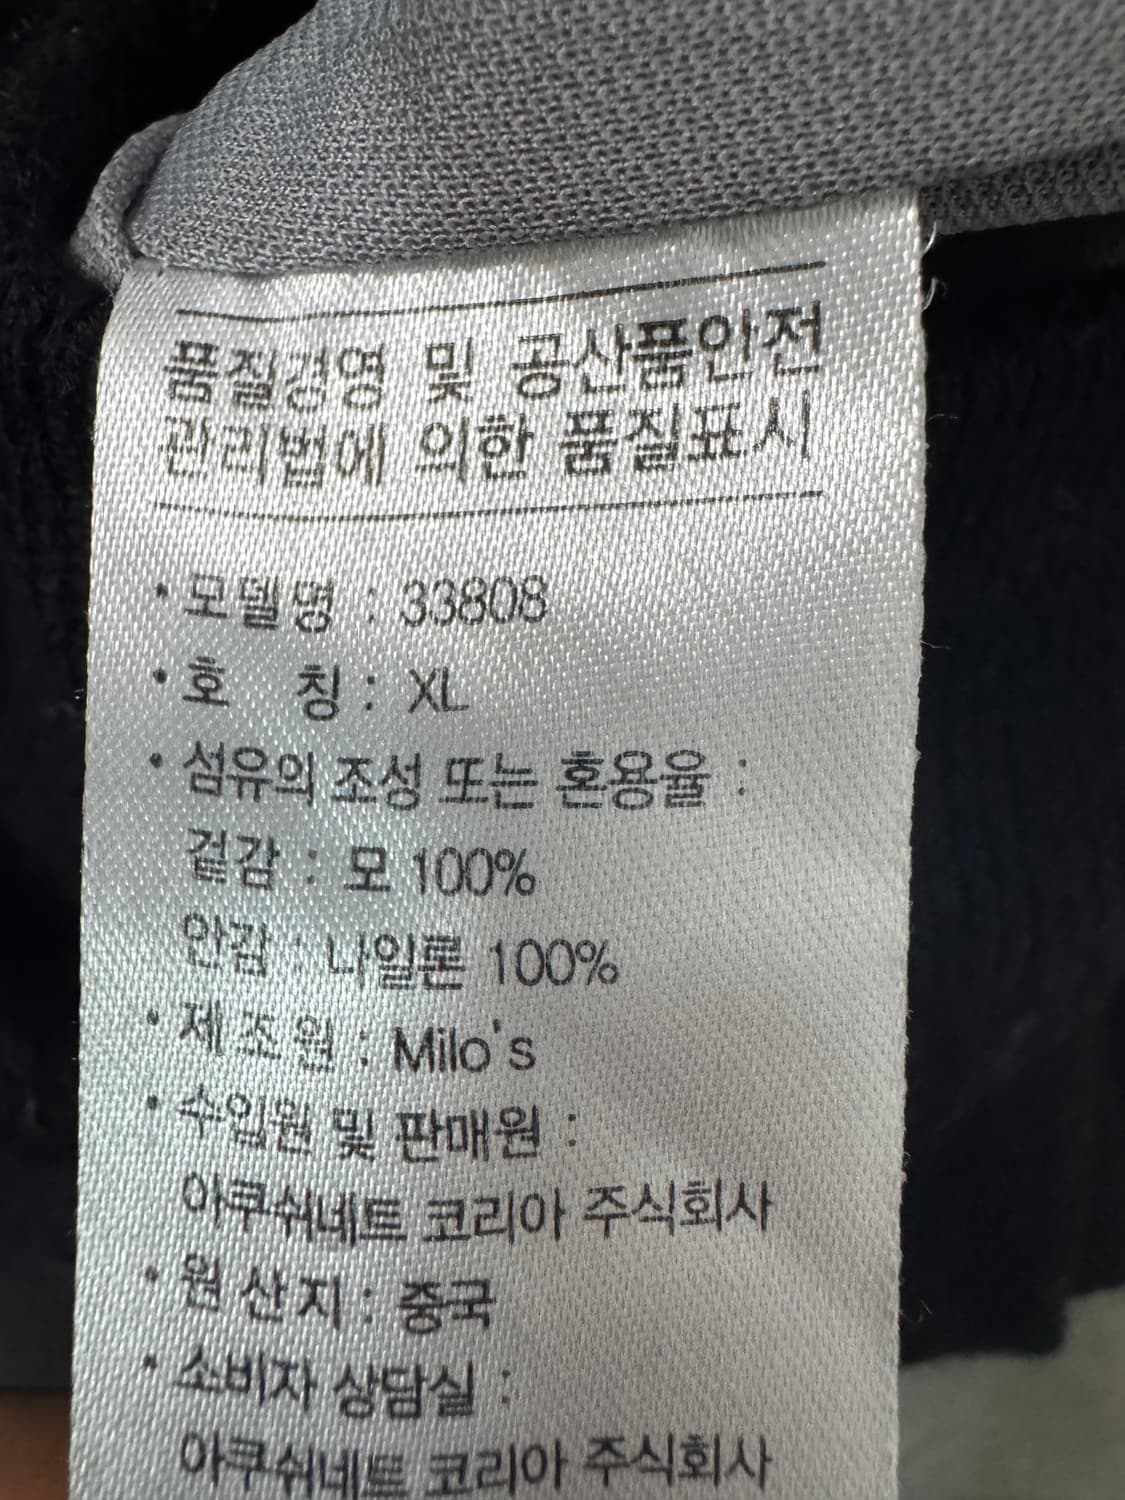 품질경영 및 공산품안전
관리법에 의한 품질표시
· 모델명 : 33808
· 호 칭 : XL
· 섬유의 조성 또는 혼용율 :
겉감 : 모 100%
안감 : 나일론 100%
· 제조원 : Milo's
· 수입원 및 판매원 :
아쿠쉬네트 코리아 주식회사
· 원산지 : 중국
· 소비자 상담실 :
아쿠쉬네트 코리아 주식회사